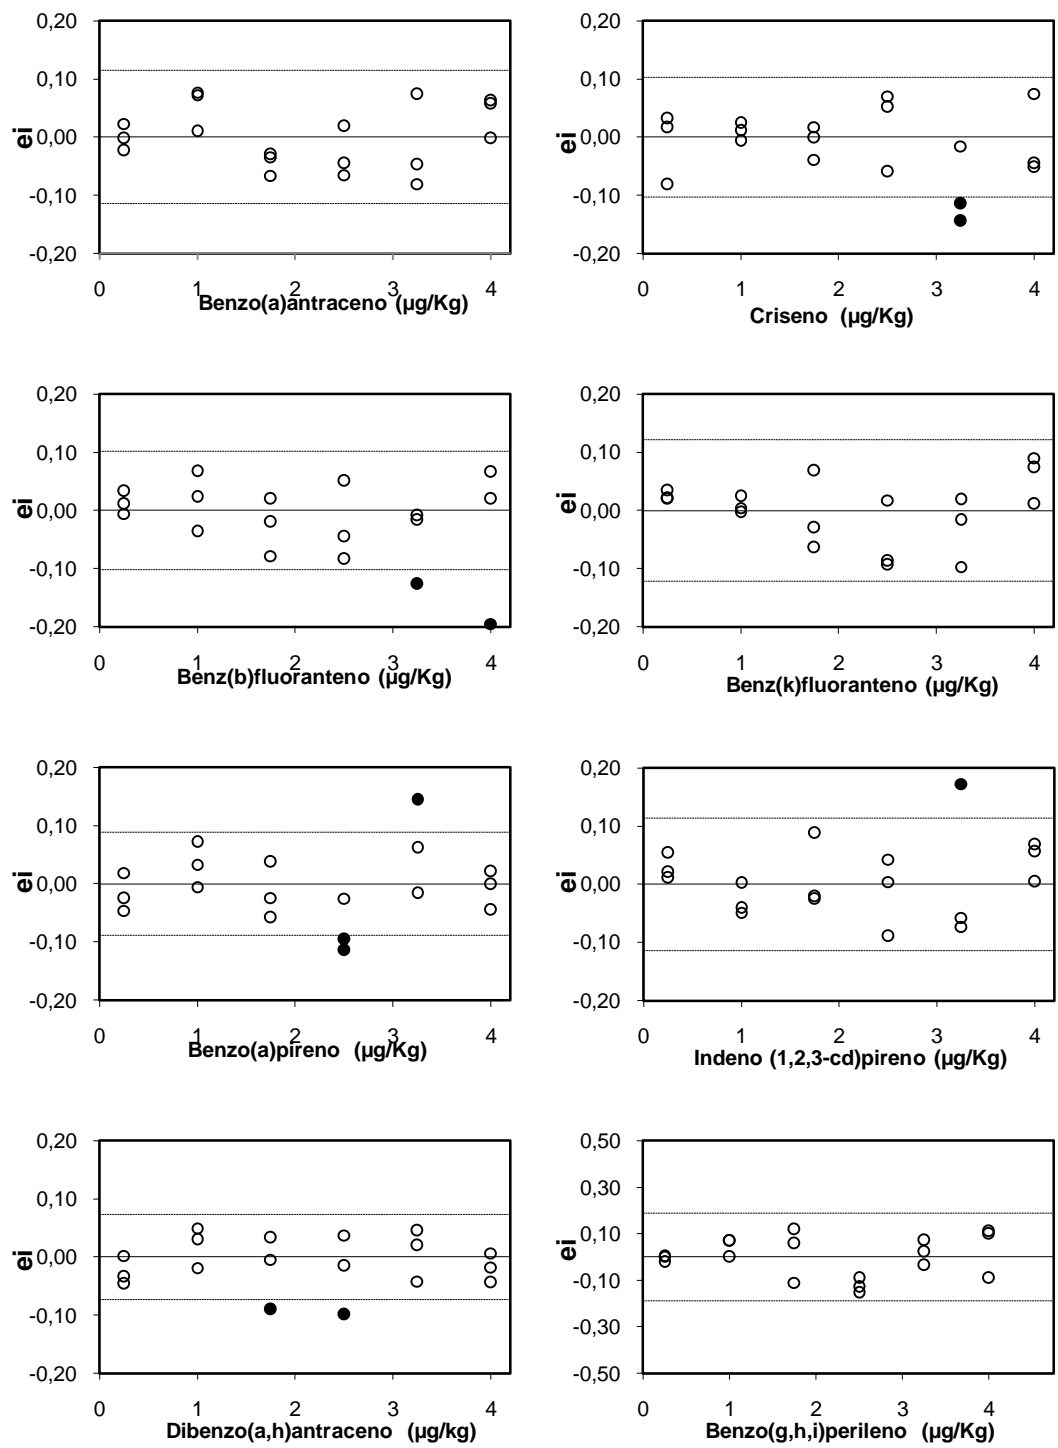 0,20
0,10
0,00
-0,10
-0,20
ei
0 1 2 3 4
Benzo(a)antraceno (µg/Kg)
0,20
0,10
0,00
-0,10
-0,20
ei
0 1 2 3 4
Criseno (µg/Kg)
0,20
0,10
0,00
-0,10
-0,20
ei
0 1 2 3 4
Benz(b)fluoranteno (µg/Kg)
0,20
0,10
0,00
-0,10
-0,20
ei
0 1 2 3 4
Benz(k)fluoranteno (µg/Kg)
0,20
0,10
0,00
-0,10
-0,20
ei
0 1 2 3 4
Benzo(a)pireno (µg/Kg)
0,20
0,10
0,00
-0,10
-0,20
ei
0 1 2 3 4
Indeno (1,2,3-cd)pireno (µg/Kg)
0,20
0,10
0,00
-0,10
-0,20
ei
0 1 2 3 4
Dibenzo(a,h)antraceno (µg/kg)
0,50
0,30
0,10
-0,10
-0,30
-0,50
ei
0 1 2 3 4
Benzo(g,h,i)perileno (µg/Kg)